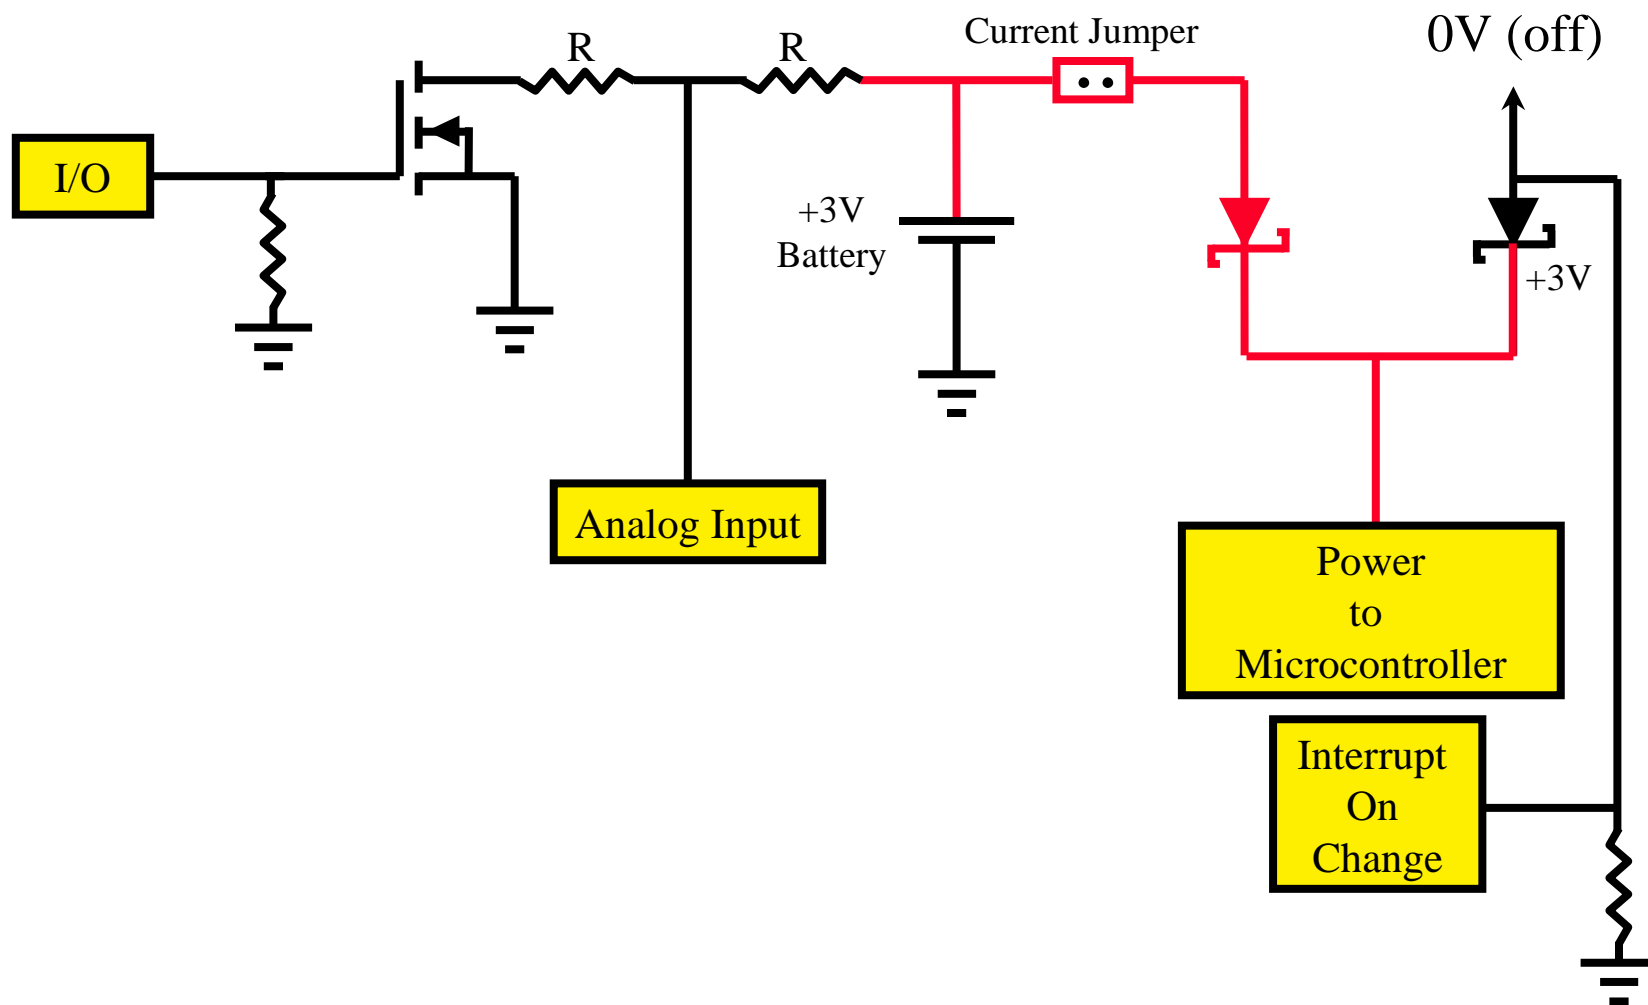 R
R
Current Jumper
0V (off)
I/O
+3V
Battery
+3V
Analog Input
Power
to
Microcontroller
Interrupt
On
Change